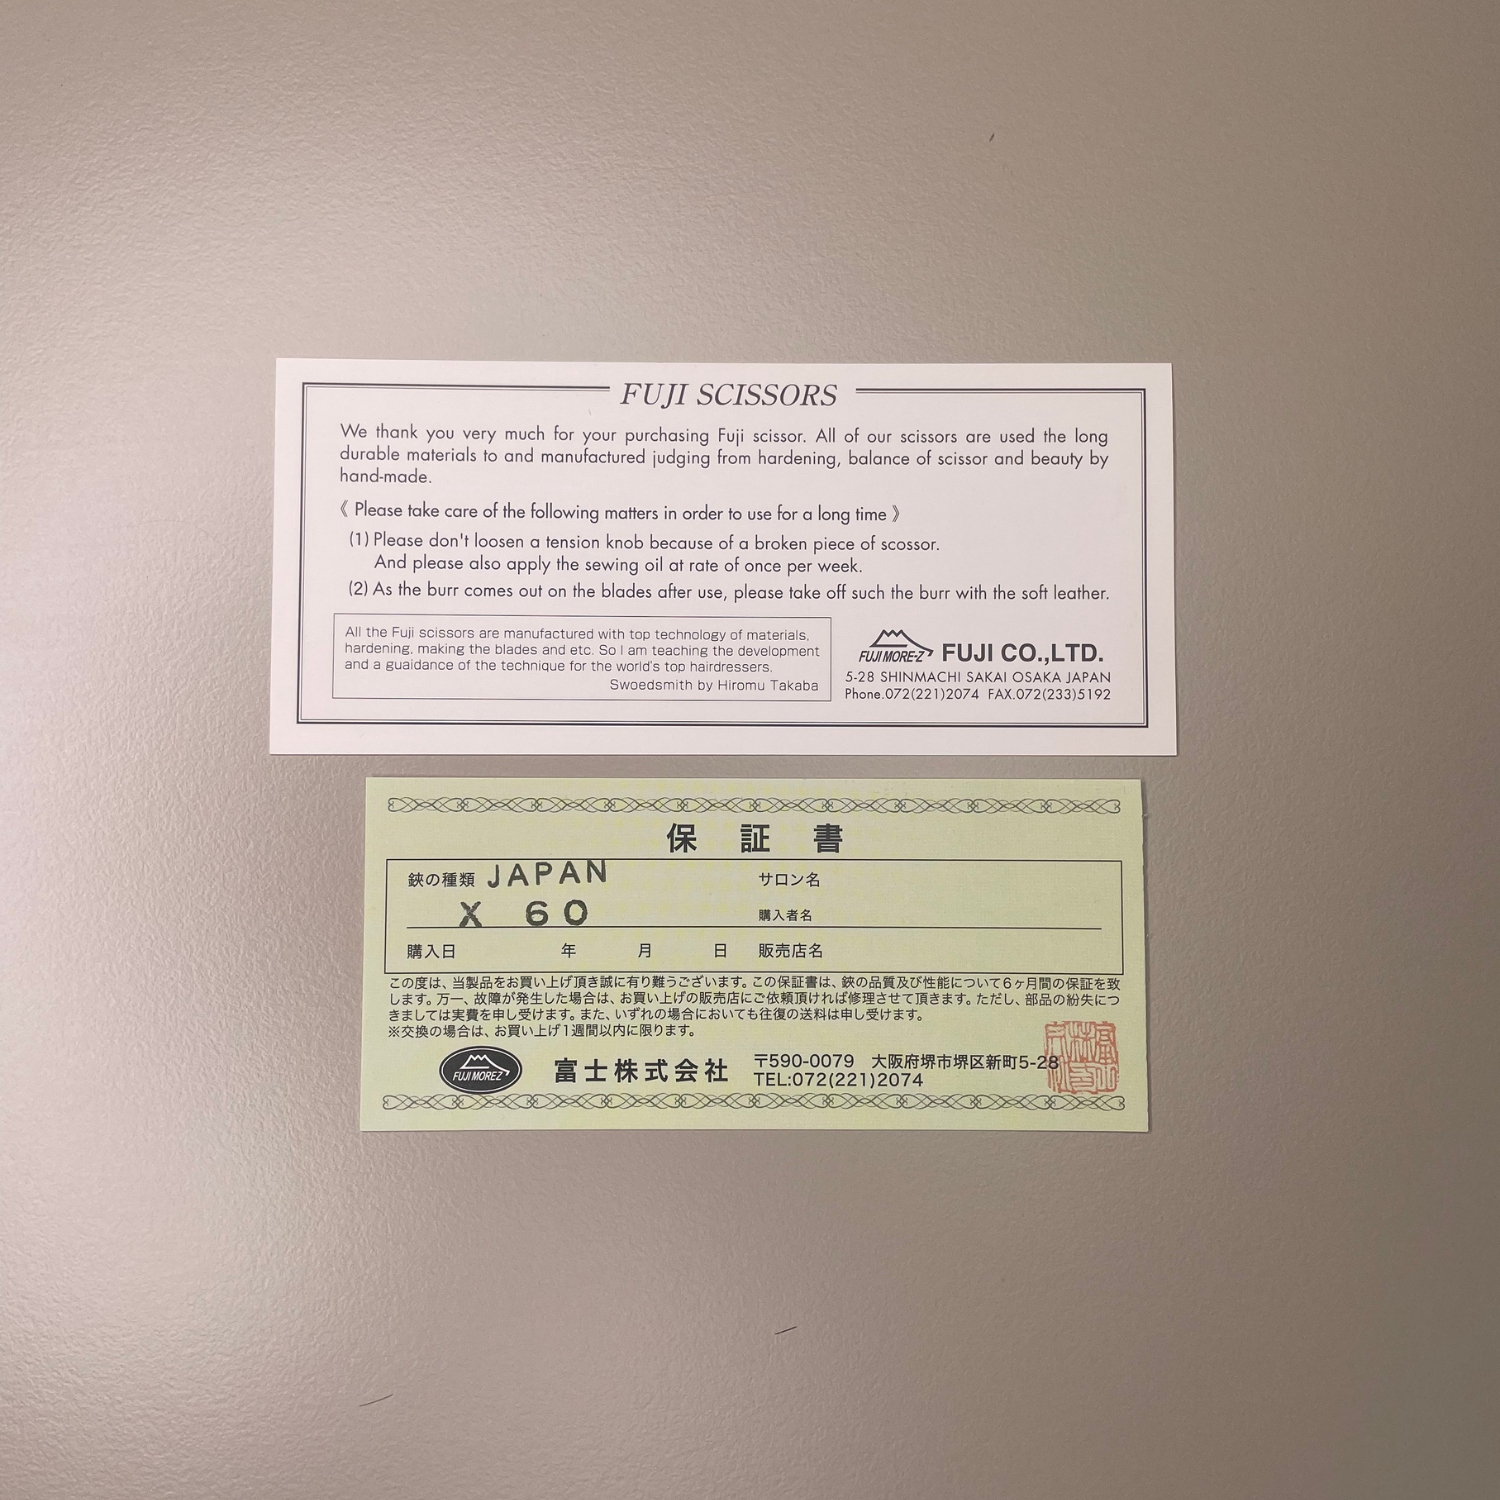 FUJI SCISSORS
We thank you very much for your purchasing Fuji scissor. All of our scissors are used the long
durable materials to and manufactured judging from hardening, balance of scissor and beauty by
hand-made.
《 Please take care of the following matters in order to use for a long time 》
(1) Please don't loosen a tension knob because of a broken piece of scossor.
And please also apply the sewing oil at rate of once per week.
(2) As the burr comes out on the blades after use, please take off such the burr with the soft leather.
All the Fuji scissors are manufactured with top technology of materials,
hardening, making the blades and etc. So I am teaching the development
and a guaidance of the technique for the world's top hairdressers.
Swoedsmith by Hiromu Takaba
FUJI MORE-Z FUJI CO.,LTD.
5-28 SHINMACHI SAKAI OSAKA JAPAN
Phone.072(221)2074 FAX.072(233)5192
保 証 書
鋏の種類 JAPAN サロン名
X 60 購入者名
購入日 年 月 日 販売店名
この度は、当製品をお買い上げ頂き誠に有り難うございます。この保証書は、鋏の品質及び性能について6ヶ月間の保証を致
します。万一、故障が発生した場合は、お買い上げの販売店にご依頼頂ければ修理させて頂きます。ただし、部品の紛失につ
きましては実費を申し受けます。また、いずれの場合においても往復の送料は申し受けます。
※交換の場合は、お買い上げ1週間以内に限ります。
FUJI MOREZ 富士株式会社 〒590-0079 大阪府堺市堺区新町5-28
TEL:072(221)2074